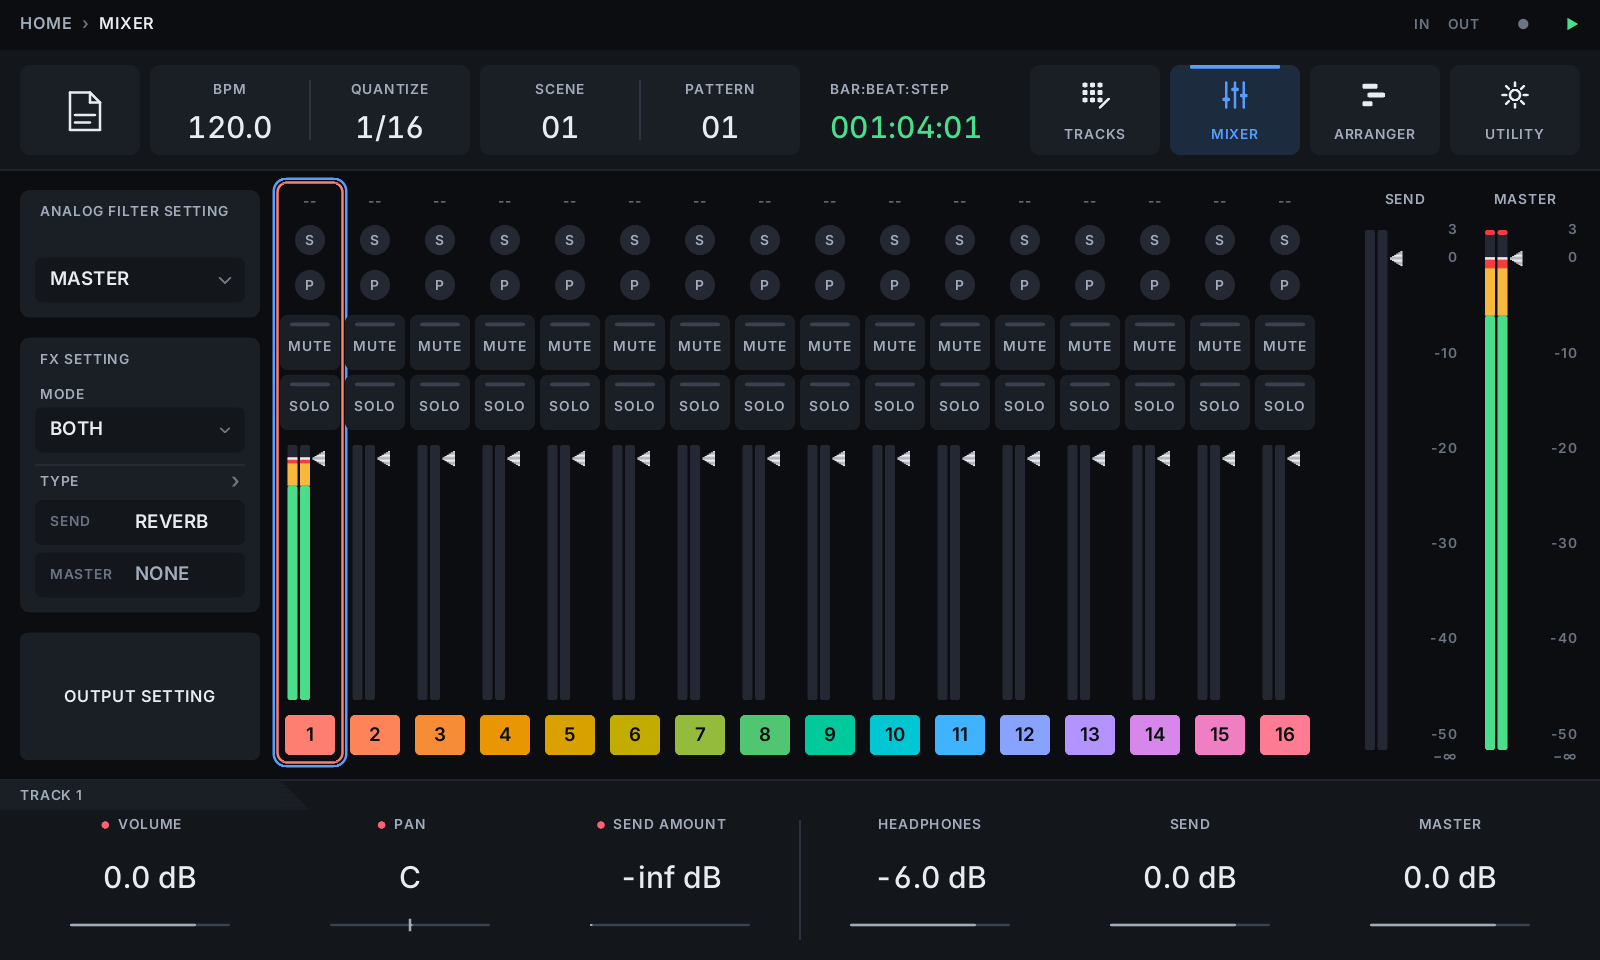 HOME › MIXER
IN OUT
BPM
120.0
QUANTIZE
1/16
SCENE
01
PATTERN
01
BAR:BEAT:STEP
001:04:01
TRACKS
MIXER
ARRANGER
UTILITY
ANALOG FILTER SETTING
MASTER
FX SETTING
MODE
BOTH
TYPE
SEND REVERB
MASTER NONE
OUTPUT SETTING
-- -- -- -- -- -- -- -- -- -- -- -- -- -- -- --
S S S S S S S S S S S S S S S S
P P P P P P P P P P P P P P P P
MUTE MUTE MUTE MUTE MUTE MUTE MUTE MUTE MUTE MUTE MUTE MUTE MUTE MUTE MUTE MUTE
SOLO SOLO SOLO SOLO SOLO SOLO SOLO SOLO SOLO SOLO SOLO SOLO SOLO SOLO SOLO SOLO
1 2 3 4 5 6 7 8 9 10 11 12 13 14 15 16
SEND
3
0
-10
-20
-30
-40
-50
-∞
MASTER
3
0
-10
-20
-30
-40
-50
-∞
TRACK 1
VOLUME
0.0 dB
PAN
C
SEND AMOUNT
-inf dB
HEADPHONES
-6.0 dB
SEND
0.0 dB
MASTER
0.0 dB